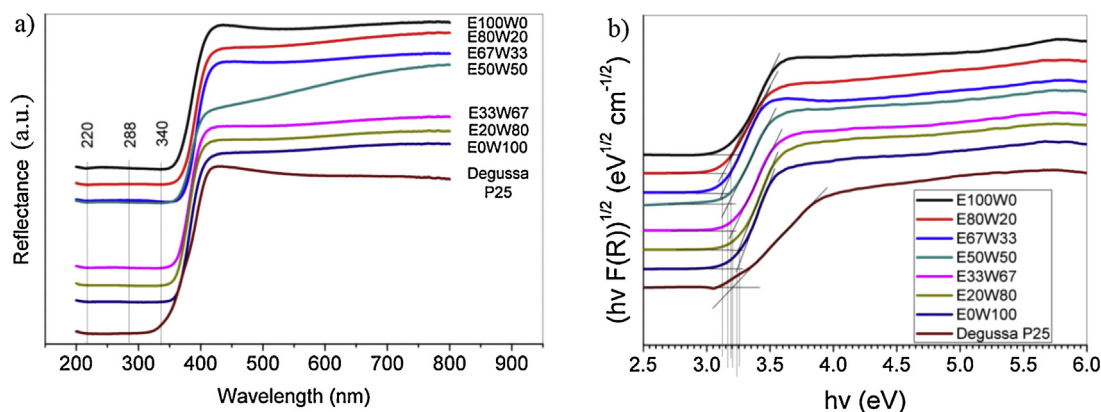 a)
Reflectance (a.u.)
220
288
340
E100W0
E80W20
E67W33
E50W50
E33W67
E20W80
E0W100
Degussa
P25
200 300 400 500 600 700 800 900
Wavelength (nm)
b)
(hv F(R))^1/2 (eV^1/2 cm^-1/2)
E100W0
E80W20
E67W33
E50W50
E33W67
E20W80
E0W100
Degussa P25
2.5 3.0 3.5 4.0 4.5 5.0 5.5 6.0
hv (eV)